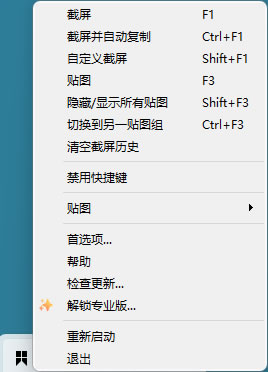 截屏 F1
截屏并自动复制 Ctrl+F1
自定义截屏 Shift+F1
贴图 F3
隐藏/显示所有贴图 Shift+F3
切换到另一贴图组 Ctrl+F3
清空截屏历史
禁用快捷键
贴图
首选项...
帮助
检查更新...
解锁专业版...
重新启动
退出